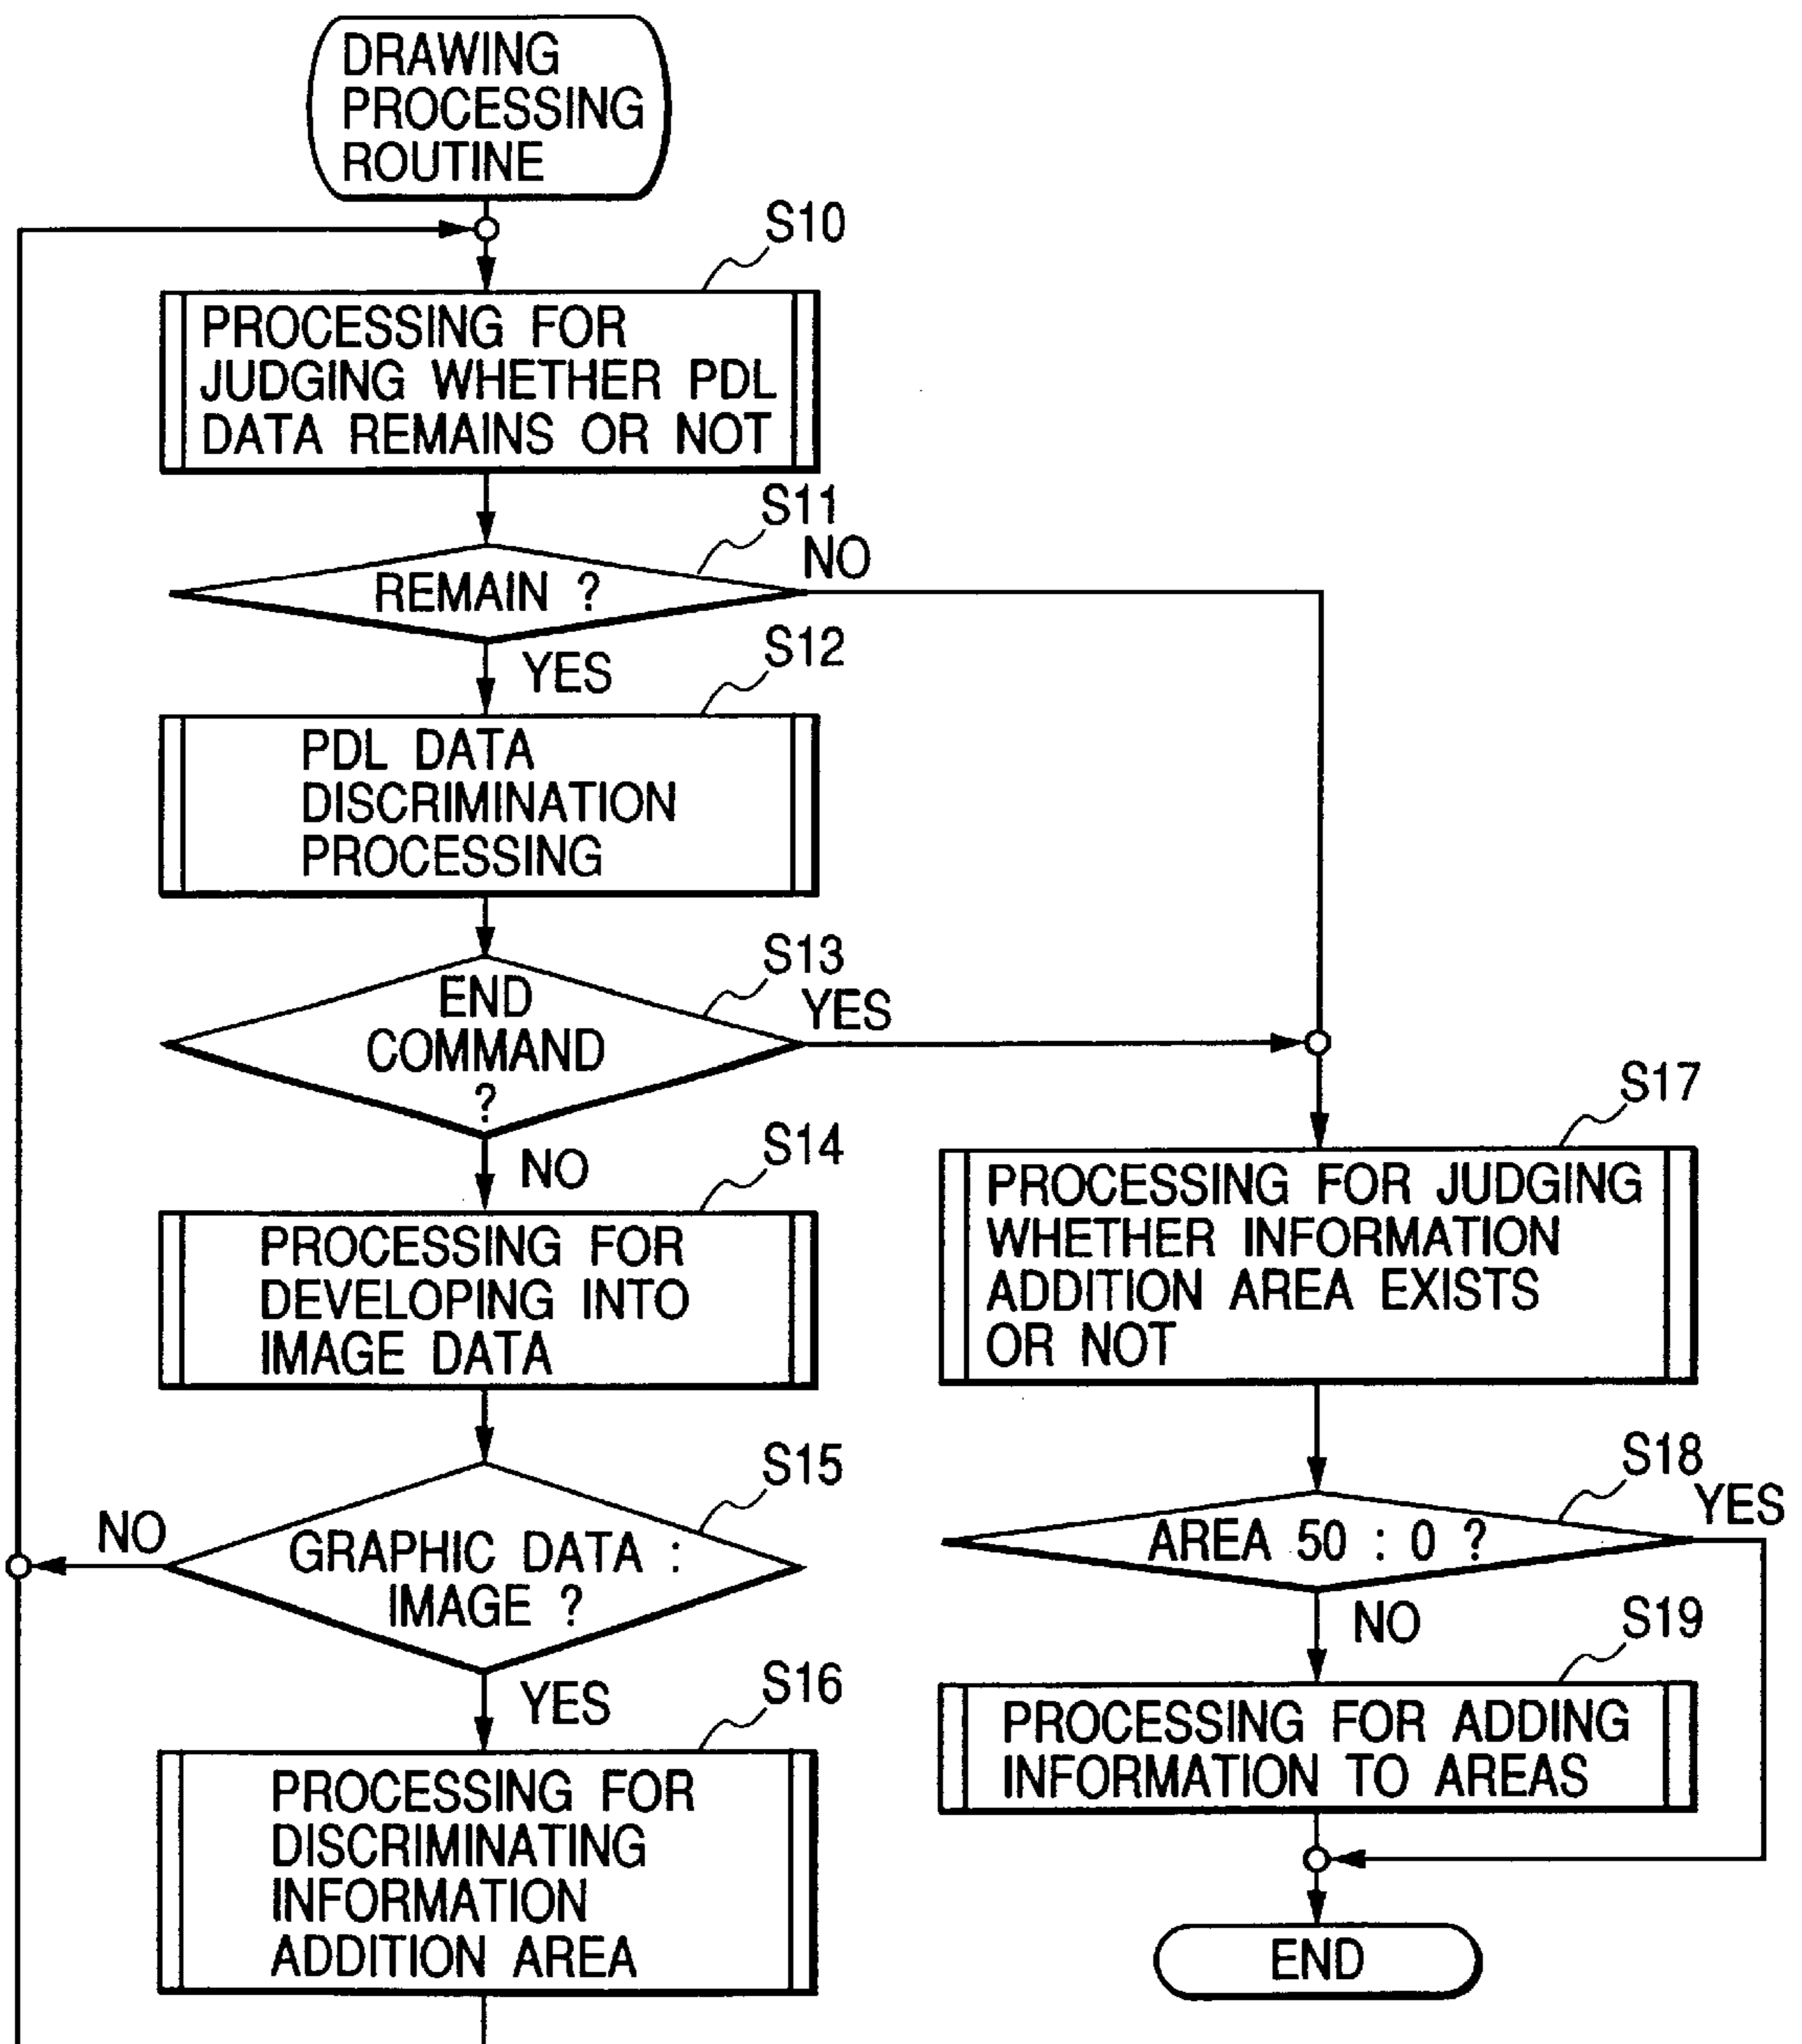 DRAWING
PROCESSING
ROUTINE
S10
PROCESSING FOR
JUDGING WHETHER PDL
DATA REMAINS OR NOT
S11
NO
REMAIN ?
YES
S12
PDL DATA
DISCRIMINATION
PROCESSING
S13
YES
END
COMMAND
?
NO
S14
PROCESSING FOR
DEVELOPING INTO
IMAGE DATA
S15
NO
GRAPHIC DATA :
IMAGE ?
YES
S16
PROCESSING FOR
DISCRIMINATING
INFORMATION
ADDITION AREA
S17
PROCESSING FOR JUDGING
WHETHER INFORMATION
ADDITION AREA EXISTS
OR NOT
S18
YES
AREA 50 : 0 ?
NO
S19
PROCESSING FOR ADDING
INFORMATION TO AREAS
END